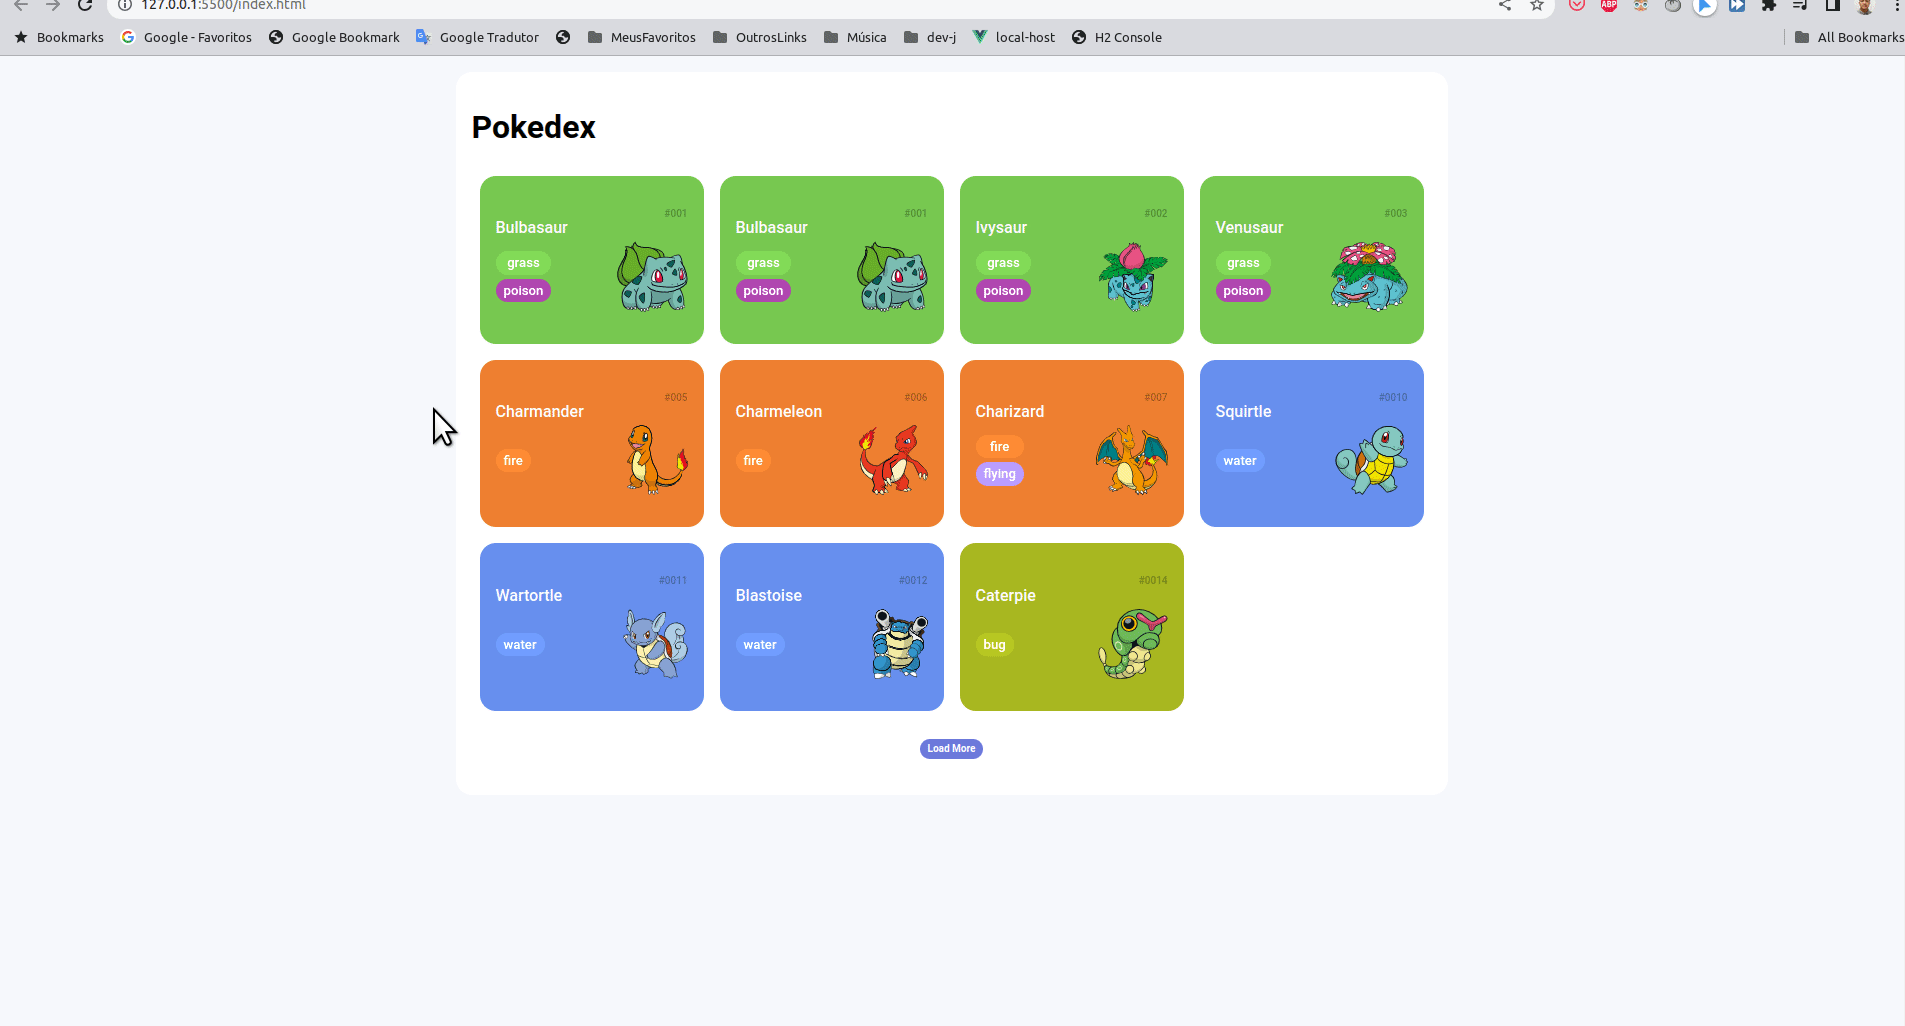 127.0.0.1:5500/index.html
ABP
Bookmarks Google - Favoritos Google Bookmark Google Tradutor MeusFavoritos OutrosLinks Música dev-j local-host H2 Console All Bookmarks
Pokedex
#001 #001 #002 #003
Bulbasaur Bulbasaur Ivysaur Venusaur
grass grass grass grass
poison poison poison poison
#005 #006 #007 #0010
Charmander Charmeleon Charizard Squirtle
fire fire fire water
flying
#0011 #0012 #0014
Wartortle Blastoise Caterpie
water water bug
Load More